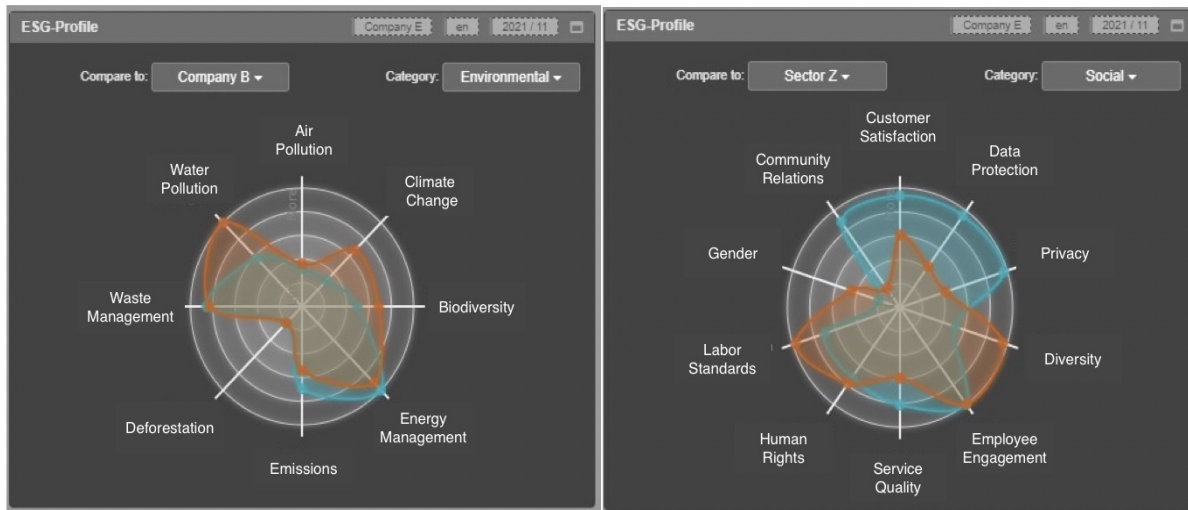 ESG-Profile
Company E
en
2021 / 11
Compare to:
Company B
Category:
Environmental
Air
Pollution
Climate
Change
Biodiversity
Energy
Management
Emissions
Deforestation
Waste
Management
Water
Pollution
ESG-Profile
Company E
en
2021 / 11
Compare to:
Sector Z
Category:
Social
Customer
Satisfaction
Data
Protection
Privacy
Diversity
Employee
Engagement
Service
Quality
Human
Rights
Labor
Standards
Gender
Community
Relations